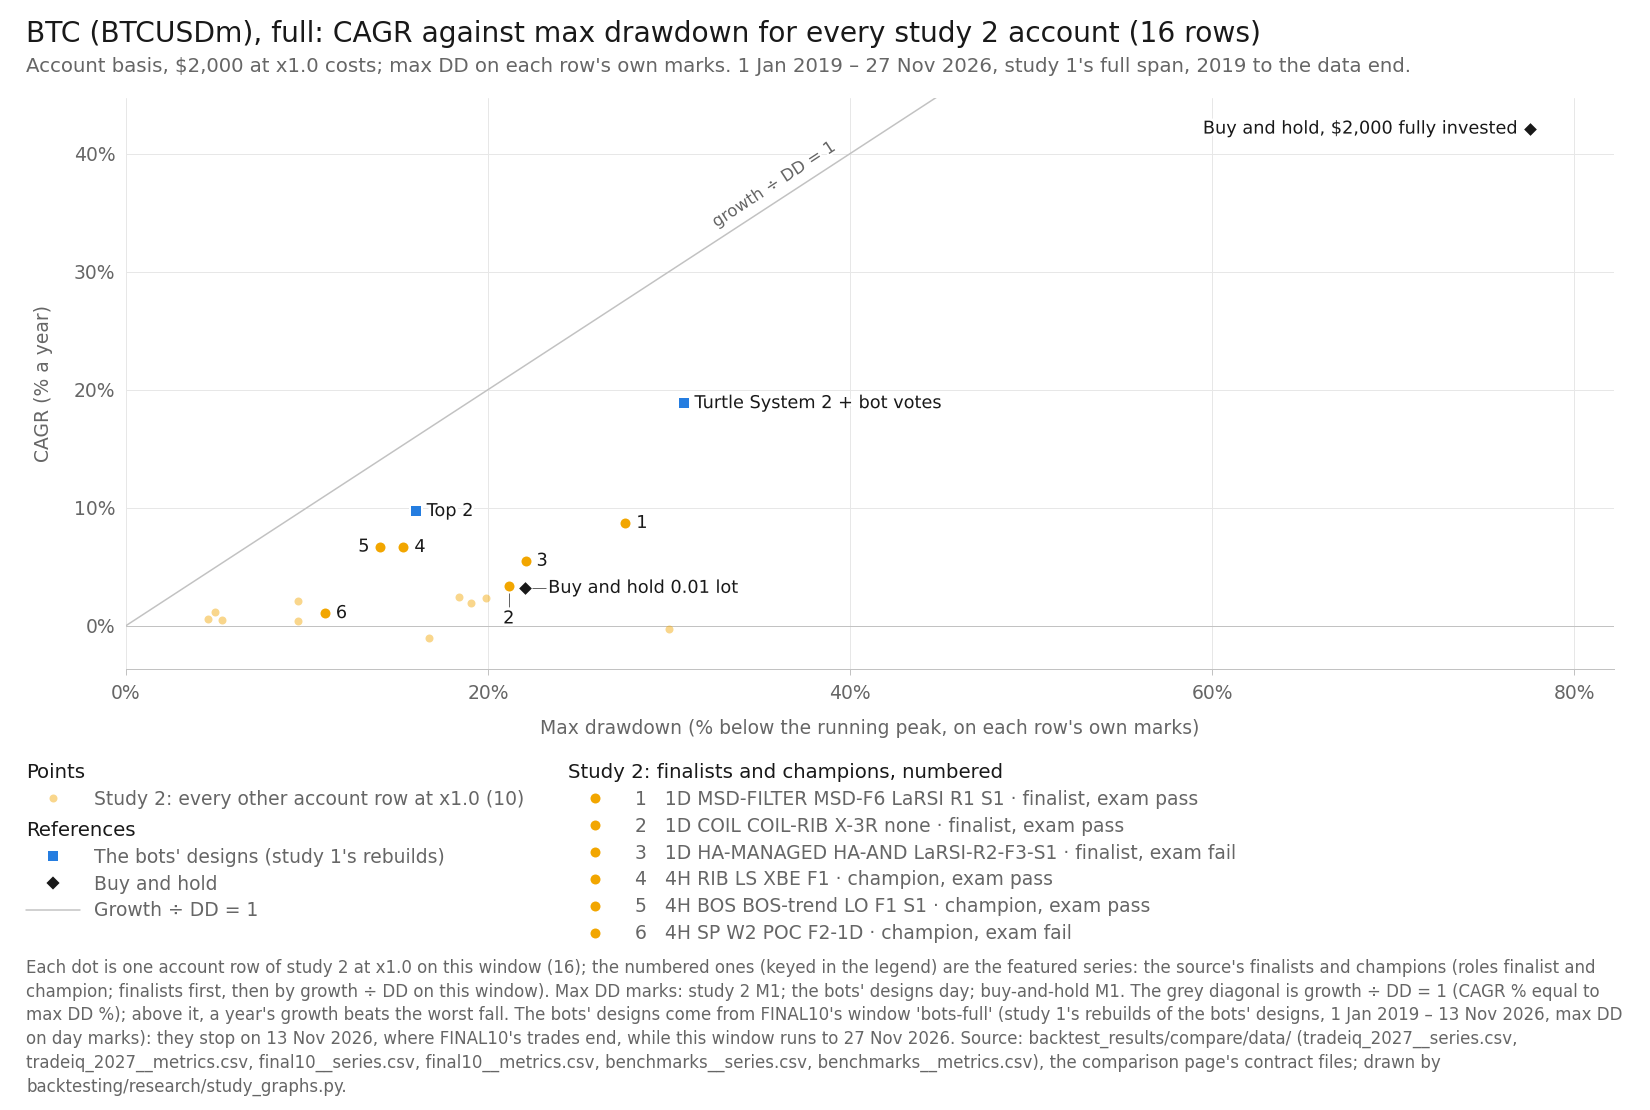 BTC (BTCUSDm), full: CAGR against max drawdown for every study 2 account (16 rows)
Account basis, $2,000 at x1.0 costs; max DD on each row's own marks. 1 Jan 2019 – 27 Nov 2026, study 1's full span, 2019 to the data end.
Buy and hold, $2,000 fully invested
40%
growth ÷ DD = 1
30%
CAGR (% a year)
20%
Turtle System 2 + bot votes
10%
Top 2
1
5
4
3
Buy and hold 0.01 lot
6
2
0%
0%
20%
40%
60%
80%
Max drawdown (% below the running peak, on each row's own marks)
Points
Study 2: every other account row at x1.0 (10)
References
The bots' designs (study 1's rebuilds)
Buy and hold
Growth ÷ DD = 1
Study 2: finalists and champions, numbered
1 1D MSD-FILTER MSD-F6 LaRSI R1 S1 · finalist, exam pass
2 1D COIL COIL-RIB X-3R none · finalist, exam pass
3 1D HA-MANAGED HA-AND LaRSI-R2-F3-S1 · finalist, exam fail
4 4H RIB LS XBE F1 · champion, exam pass
5 4H BOS BOS-trend LO F1 S1 · champion, exam pass
6 4H SP W2 POC F2-1D · champion, exam fail
Each dot is one account row of study 2 at x1.0 on this window (16); the numbered ones (keyed in the legend) are the featured series: the source's finalists and champions (roles finalist and
champion; finalists first, then by growth ÷ DD on this window). Max DD marks: study 2 M1; the bots' designs day; buy-and-hold M1. The grey diagonal is growth ÷ DD = 1 (CAGR % equal to
max DD %); above it, a year's growth beats the worst fall. The bots' designs come from FINAL10's window 'bots-full' (study 1's rebuilds of the bots' designs, 1 Jan 2019 – 13 Nov 2026, max DD
on day marks): they stop on 13 Nov 2026, where FINAL10's trades end, while this window runs to 27 Nov 2026. Source: backtest_results/compare/data/ (tradeiq_2027__series.csv,
tradeiq_2027__metrics.csv, final10__series.csv, final10__metrics.csv, benchmarks__series.csv, benchmarks__metrics.csv), the comparison page's contract files; drawn by
backtesting/research/study_graphs.py.